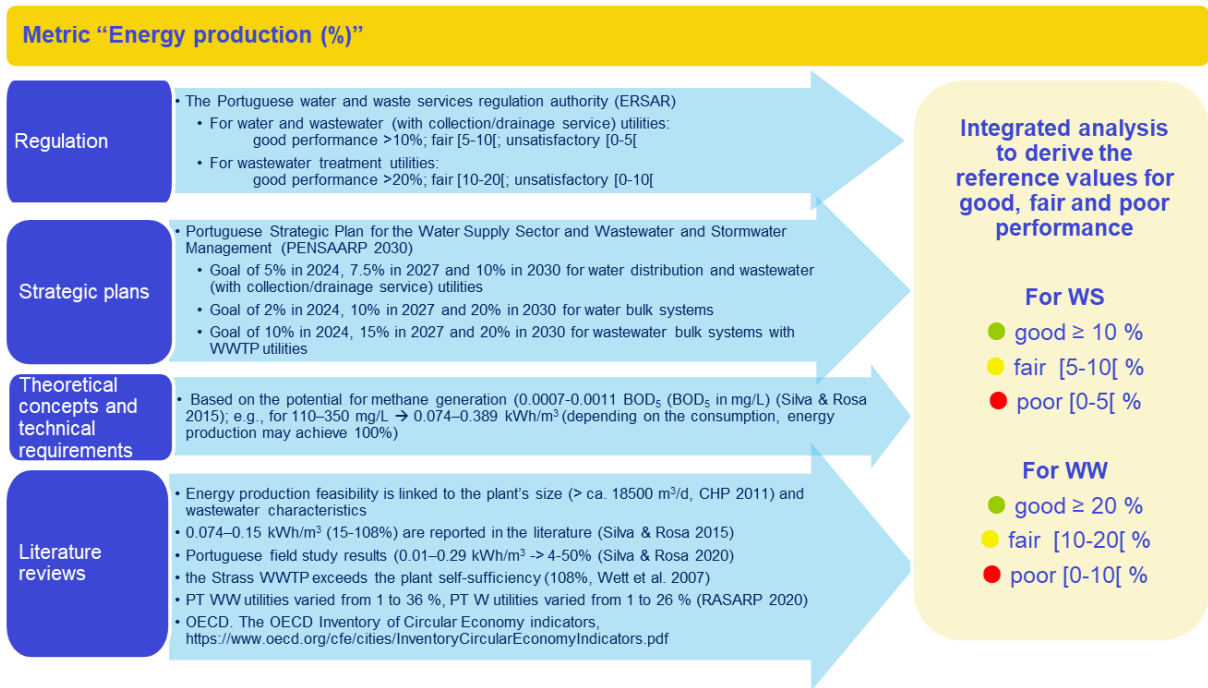 Metric “Energy production (%)”
Regulation
• The Portuguese water and waste services regulation authority (ERSAR)
• For water and wastewater (with collection/drainage service) utilities:
good performance >10%; fair [5-10[; unsatisfactory [0-5[
• For wastewater treatment utilities:
good performance >20%; fair [10-20[; unsatisfactory [0-10[
Strategic plans
• Portuguese Strategic Plan for the Water Supply Sector and Wastewater and Stormwater
Management (PENSAARP 2030)
• Goal of 5% in 2024, 7.5% in 2027 and 10% in 2030 for water distribution and wastewater
(with collection/drainage service) utilities
• Goal of 2% in 2024, 10% in 2027 and 20% in 2030 for water bulk systems
• Goal of 10% in 2024, 15% in 2027 and 20% in 2030 for wastewater bulk systems with
WWTP utilities
Theoretical
concepts and
technical
requirements
• Based on the potential for methane generation (0.0007-0.0011 BOD₅ (BOD₅ in mg/L) (Silva & Rosa
2015); e.g., for 110–350 mg/L → 0.074–0.389 kWh/m³ (depending on the consumption, energy
production may achieve 100%)
Literature
reviews
• Energy production feasibility is linked to the plant’s size (> ca. 18500 m³/d, CHP 2011) and
wastewater characteristics
• 0.074–0.15 kWh/m³ (15-108%) are reported in the literature (Silva & Rosa 2015)
• Portuguese field study results (0.01–0.29 kWh/m³ -> 4-50% (Silva & Rosa 2020)
• the Strass WWTP exceeds the plant self-sufficiency (108%, Wett et al. 2007)
• PT WW utilities varied from 1 to 36 %, PT W utilities varied from 1 to 26 % (RASARP 2020)
• OECD. The OECD Inventory of Circular Economy indicators,
https://www.oecd.org/cfe/cities/InventoryCircularEconomyIndicators.pdf
Integrated analysis
to derive the
reference values for
good, fair and poor
performance
For WS
good ≥ 10 %
fair [5-10[ %
poor [0-5[ %
For WW
good ≥ 20 %
fair [10-20[ %
poor [0-10[ %